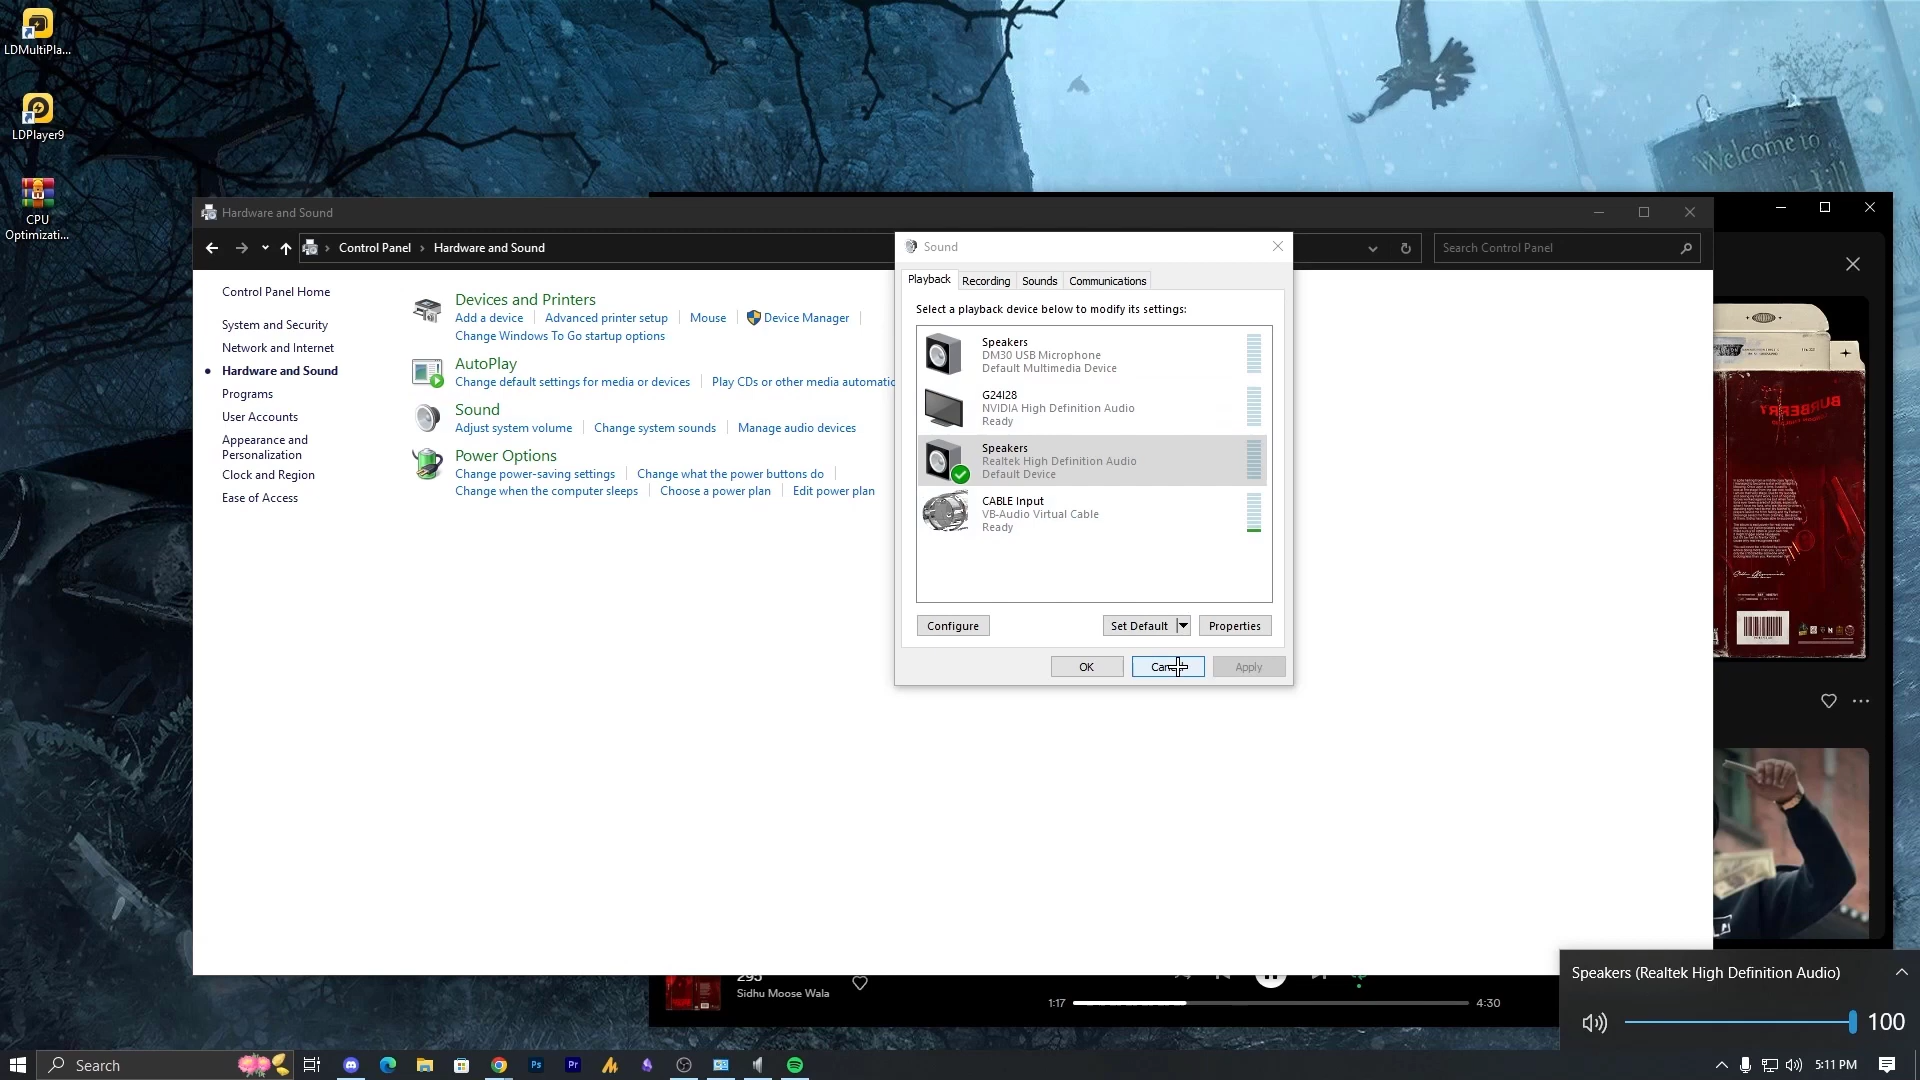 LDMultiPla...
LDPlayer9
CPU
Optimizati...
Welcome to
Hardware and Sound
Control Panel
Hardware and Sound
Search Control Panel
Control Panel Home
System and Security
Network and Internet
Hardware and Sound
Programs
User Accounts
Appearance and
Personalization
Clock and Region
Ease of Access
Devices and Printers
Add a device
Advanced printer setup
Mouse
Device Manager
Change Windows To Go startup options
AutoPlay
Change default settings for media or devices
Play CDs or other media automatic
Sound
Adjust system volume
Change system sounds
Manage audio devices
Power Options
Change power-saving settings
Change what the power buttons do
Change when the computer sleeps
Choose a power plan
Edit power plan
Sound
Playback
Recording
Sounds
Communications
Select a playback device below to modify its settings:
Speakers
DM30 USB Microphone
Default Multimedia Device
G24I28
NVIDIA High Definition Audio
Ready
Speakers
Realtek High Definition Audio
Default Device
CABLE Input
VB-Audio Virtual Cable
Ready
Configure
Set Default
Properties
OK
Cancel
Apply
BURBERRY
295
Sidhu Moose Wala
1:17
4:30
Speakers (Realtek High Definition Audio)
100
Search
Ps
Pr
5:11 PM